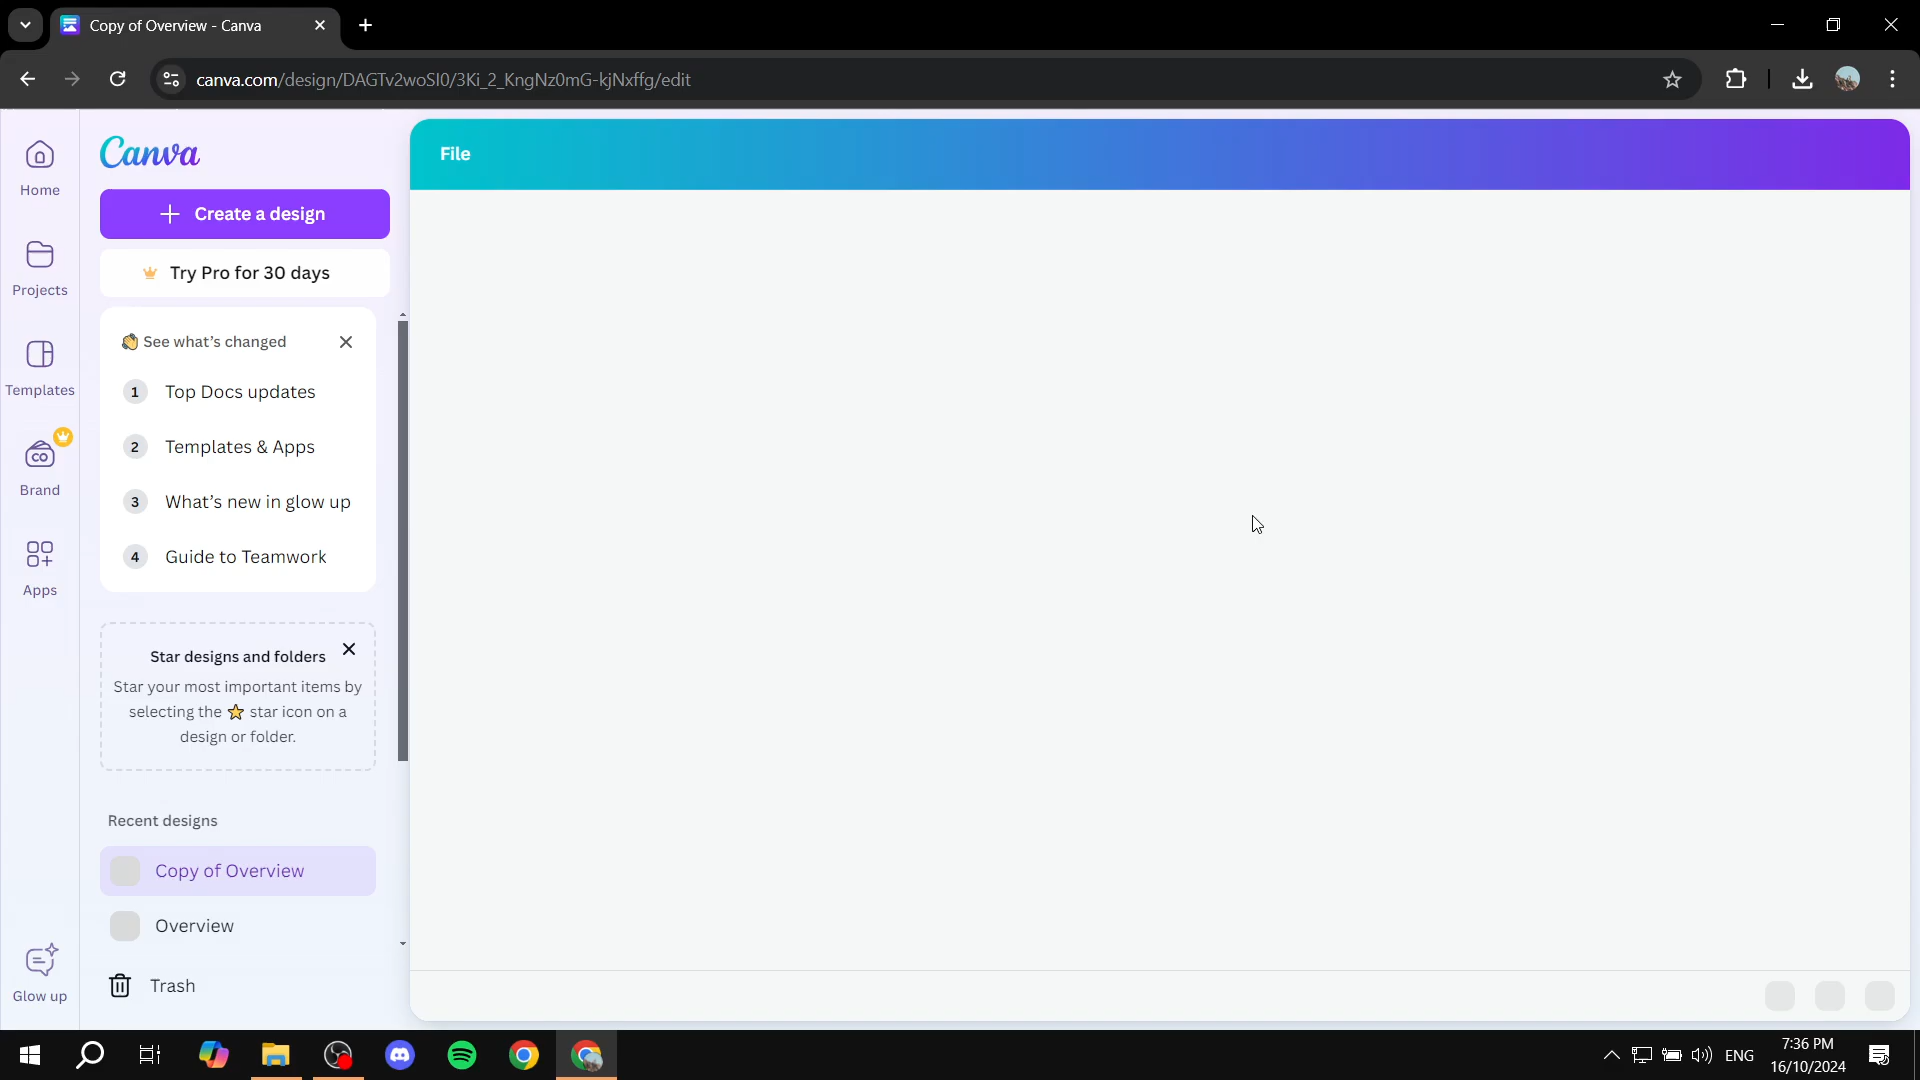 Copy of Overview - Canva
canva.com/design/DAGTv2woSI0/3Ki_2_KngNz0mG-kjNxffg/edit
Home
Projects
Templates
CO
Brand
Apps
Glow up
Canva
Create a design
Try Pro for 30 days
See what's changed
1 Top Docs updates
2 Templates & Apps
3 What's new in glow up
4 Guide to Teamwork
Star designs and folders
Star your most important items by
selecting the ⭐ star icon on a
design or folder.
Recent designs
Copy of Overview
Overview
Trash
File
ENG
7:36 PM
16/10/2024